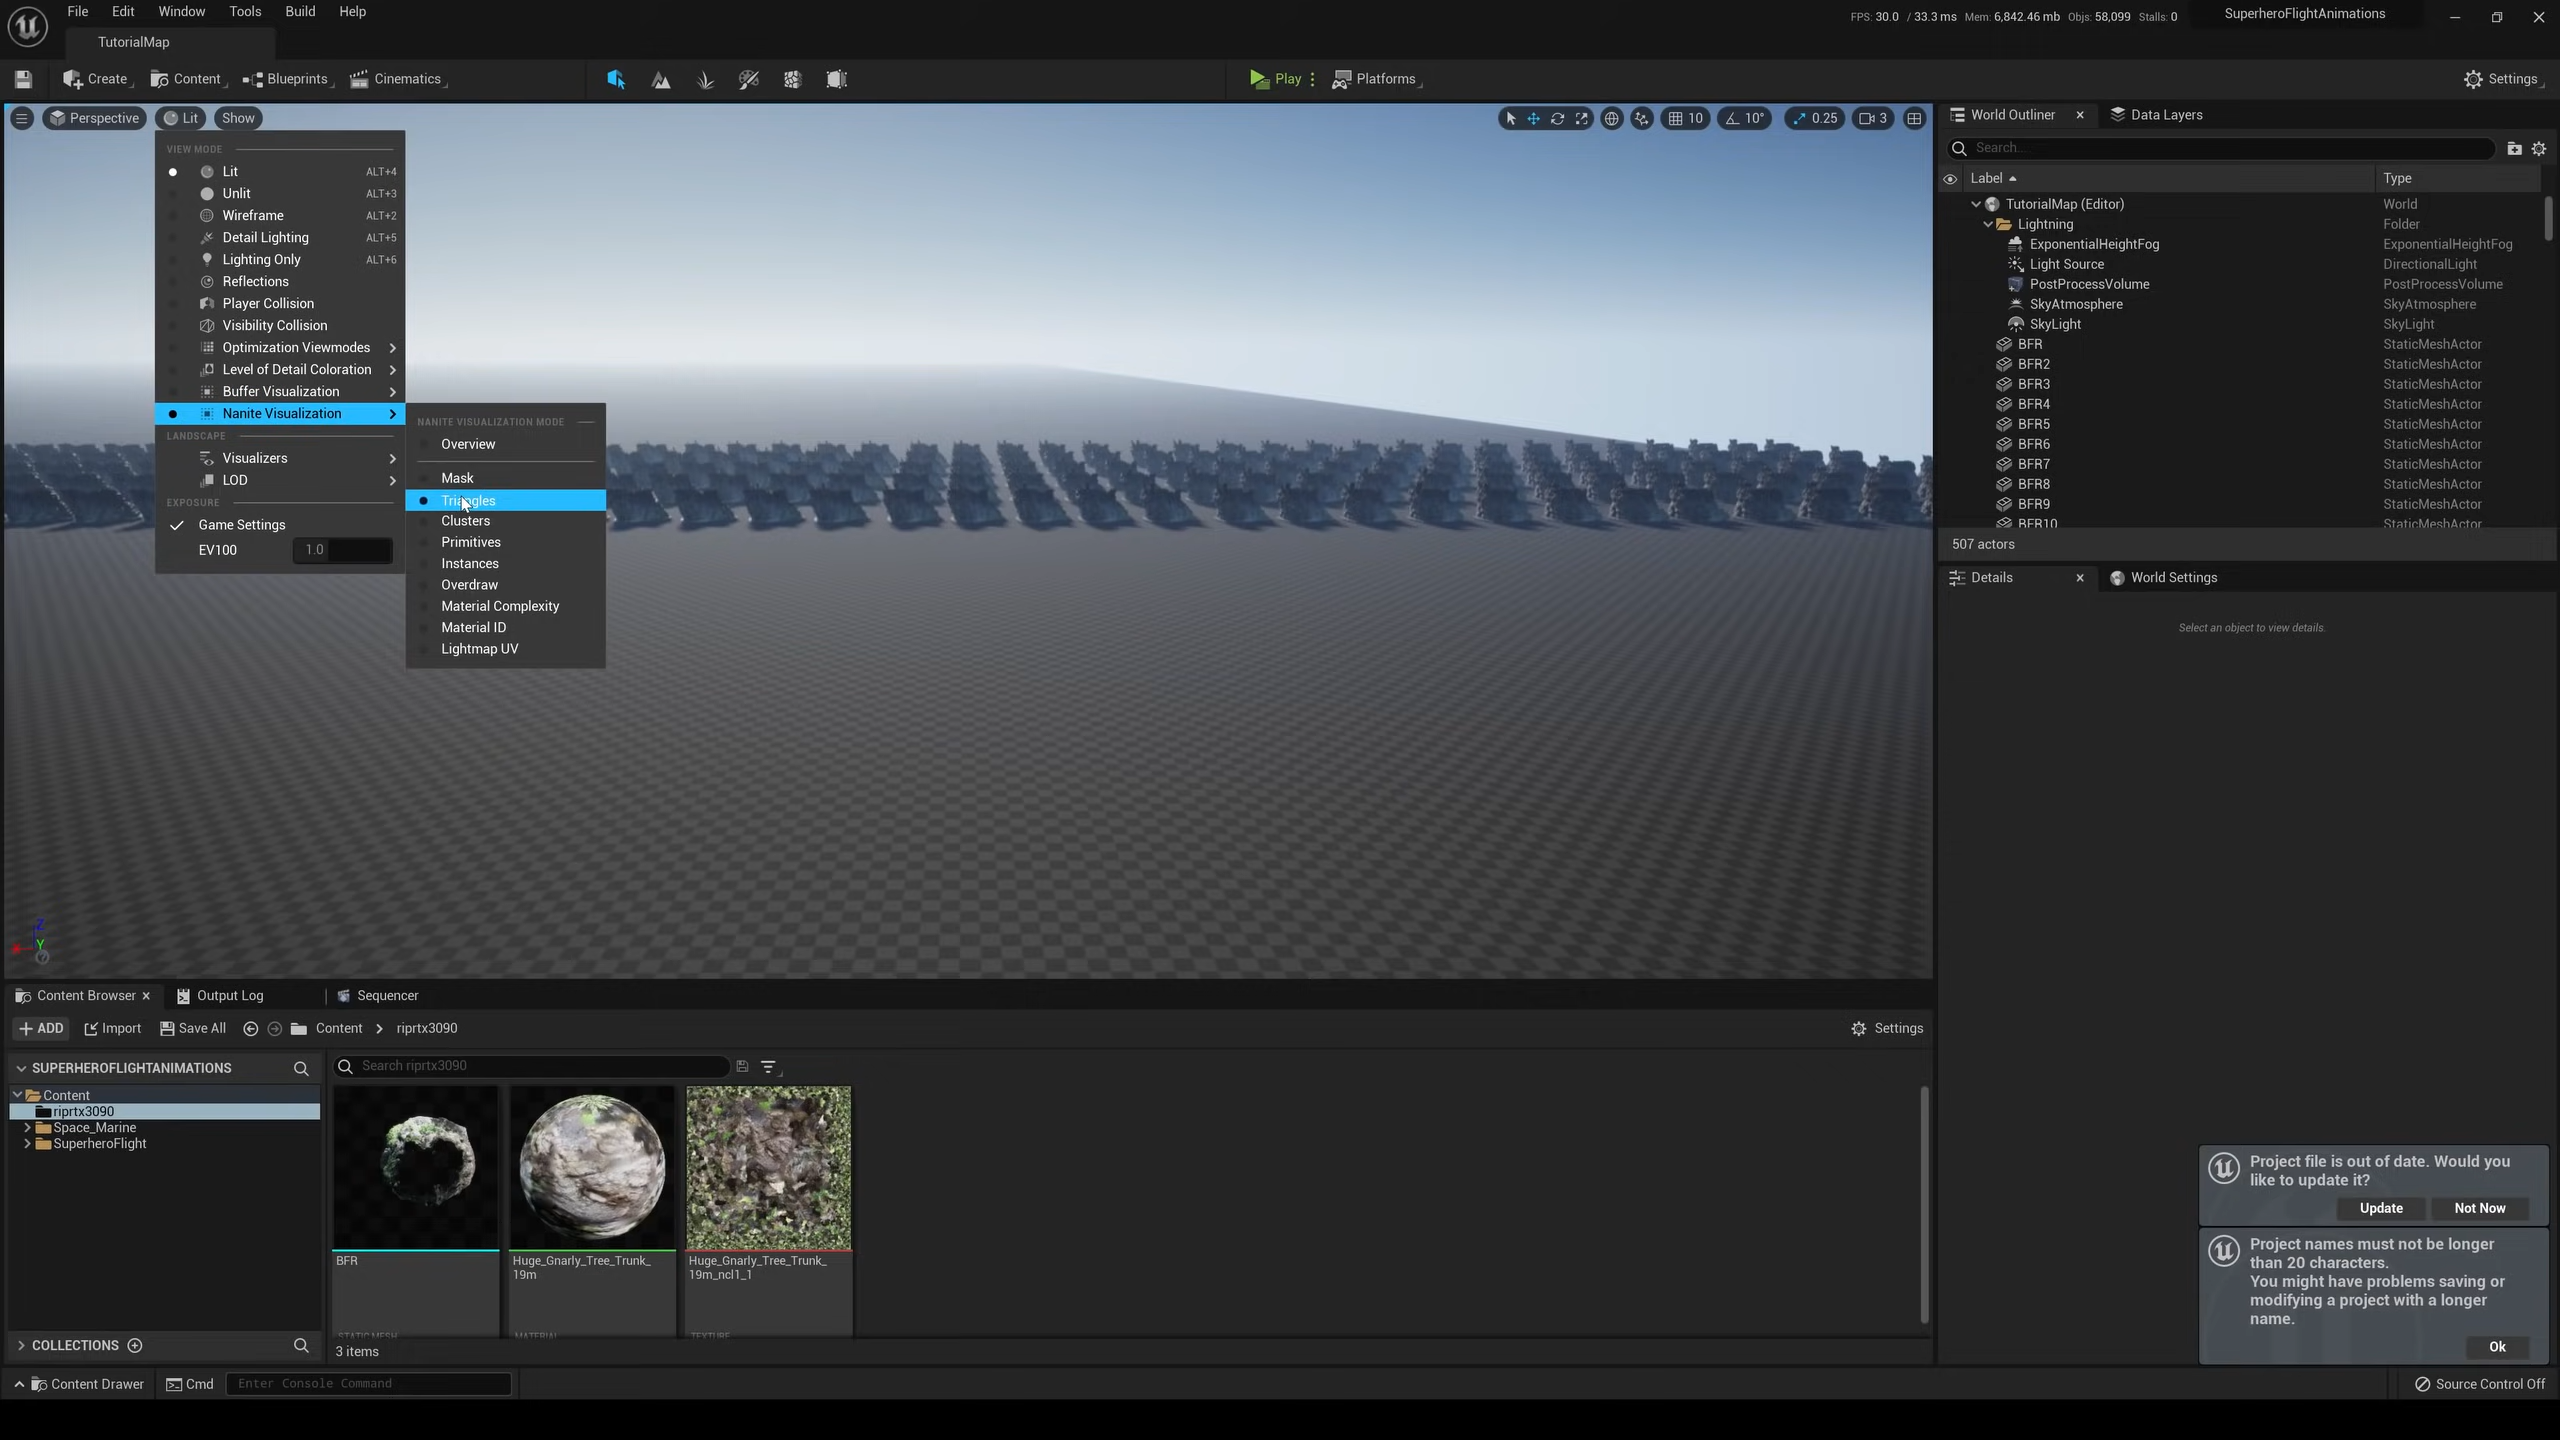 File Edit Window Tools Build Help
FPS: 30.0 / 33.3 ms Mem: 6,842.46 mb Objs: 58,099 Stalls: 0
SuperheroFlightAnimations
TutorialMap
Create Content Blueprints Cinematics Play Platforms Settings
Perspective Lit Show
10 10° 0.25 3
VIEW MODE
Lit ALT+4
Unlit ALT+3
Wireframe ALT+2
Detail Lighting ALT+5
Lighting Only ALT+6
Reflections
Player Collision
Visibility Collision
Optimization Viewmodes
Level of Detail Coloration
Buffer Visualization
Nanite Visualization
LANDSCAPE
Visualizers
LOD
EXPOSURE
Game Settings
EV100 1.0
NANITE VISUALIZATION MODE
Overview
Mask
Triangles
Clusters
Primitives
Instances
Overdraw
Material Complexity
Material ID
Lightmap UV
Z
Y
World Outliner Data Layers
Search...
Label Type
TutorialMap (Editor) World
Lightning Folder
ExponentialHeightFog ExponentialHeightFog
Light Source DirectionalLight
PostProcessVolume PostProcessVolume
SkyAtmosphere SkyAtmosphere
SkyLight SkyLight
BFR StaticMeshActor
BFR2 StaticMeshActor
BFR3 StaticMeshActor
BFR4 StaticMeshActor
BFR5 StaticMeshActor
BFR6 StaticMeshActor
BFR7 StaticMeshActor
BFR8 StaticMeshActor
BFR9 StaticMeshActor
BFR10 StaticMeshActor
507 actors
Details World Settings
Select an object to view details.
Content Browser Output Log Sequencer
ADD Import Save All Content riprtx3090 Settings
SUPERHEROFLIGHTANIMATIONS
Search riprtx3090
Content
riprtx3090
Space_Marine
SuperheroFlight
BFR
STATIC MESH
Huge_Gnarly_Tree_Trunk_
19m
MATERIAL
Huge_Gnarly_Tree_Trunk_
19m_ncl1_1
TEXTURE
COLLECTIONS
3 items
Project file is out of date. Would you
like to update it?
Update Not Now
Project names must not be longer
than 20 characters.
You might have problems saving or
modifying a project with a longer
name.
Ok
Content Drawer Cmd Enter Console Command
Source Control Off